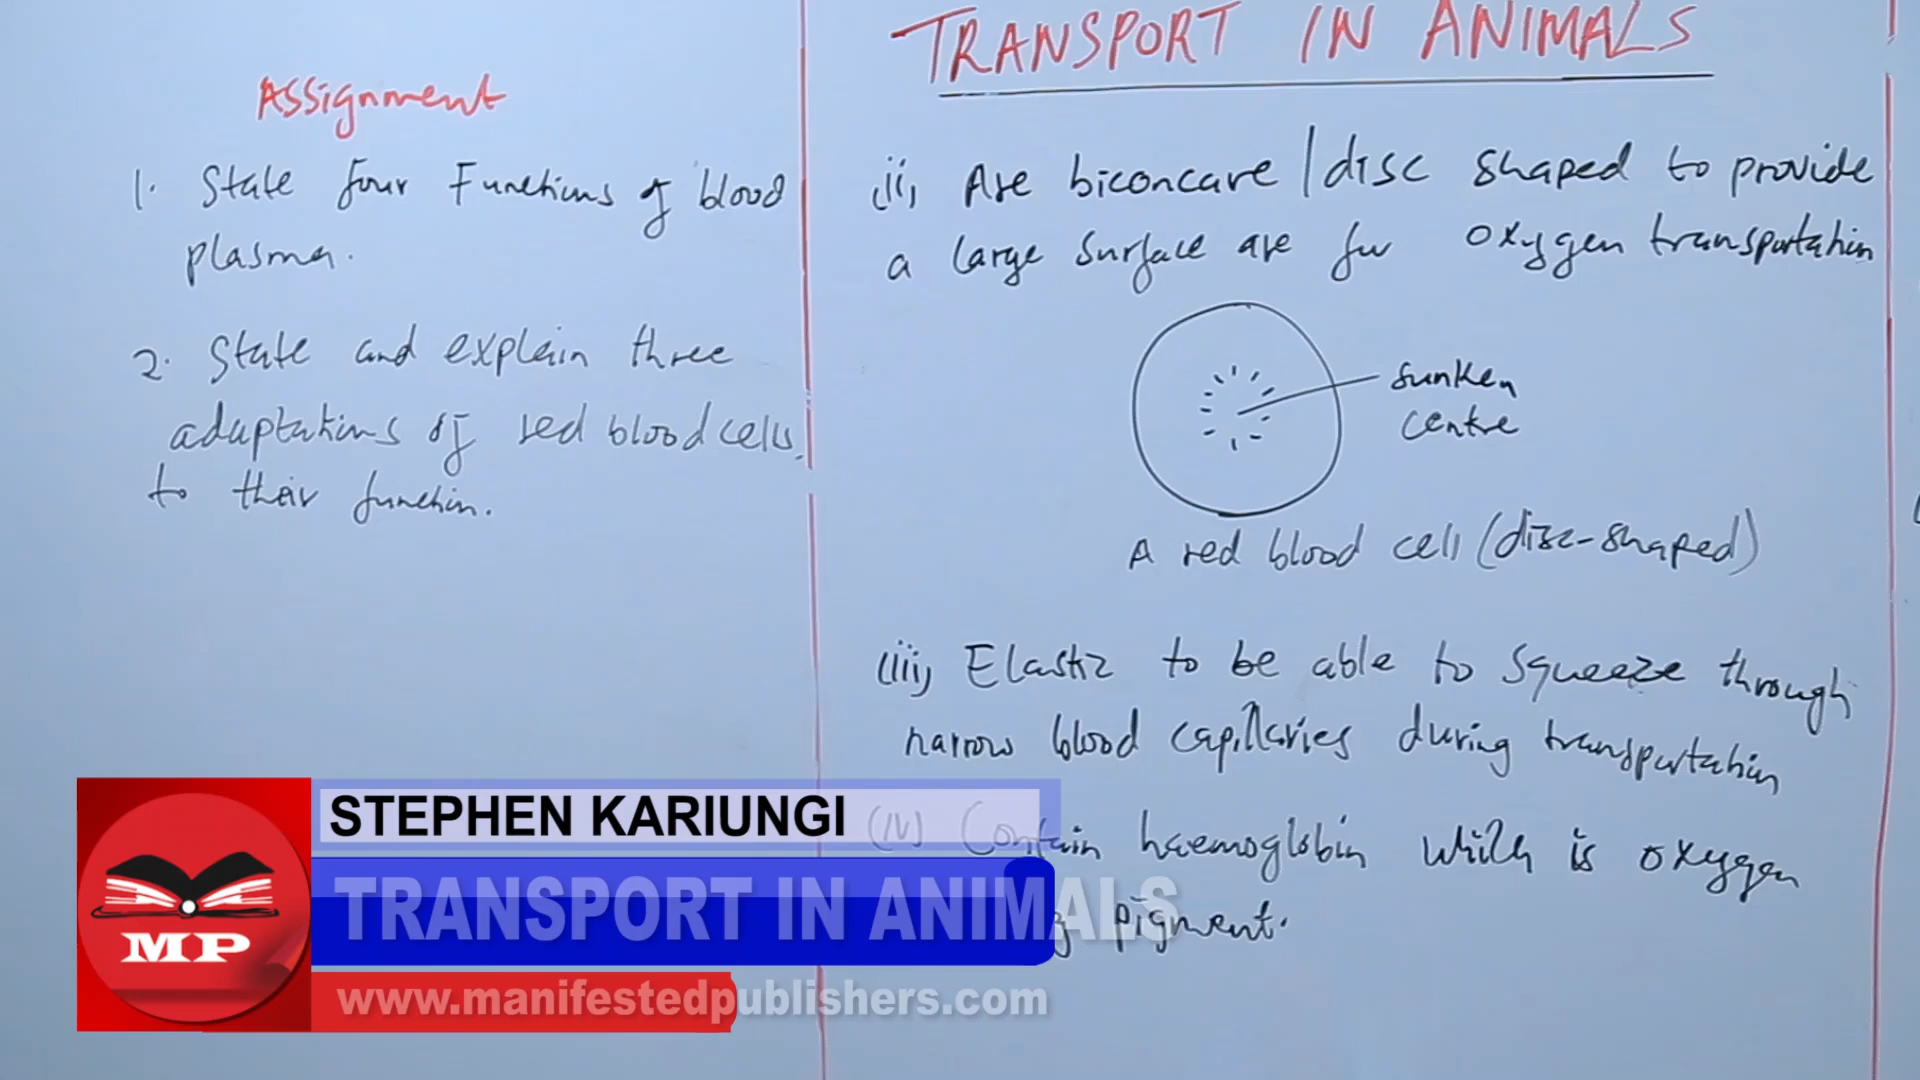 Assignment
1. State four Functions of blood
plasma.
2. State and explain three
adaptations of red blood cells
to their function.
TRANSPORT IN ANIMALS
(ii) Are biconcave/disc shaped to provide
a large surface are for oxygen transportation
sunken
centre
A red blood cell (disc-shaped)
(iii) Elastic to be able to squeeze through
narrow blood capillaries during transportation
(iv) Contain haemoglobin which is oxygen
pigment.
STEPHEN KARIUNGI
TRANSPORT IN ANIMALS
www.manifestedpublishers.com
MP